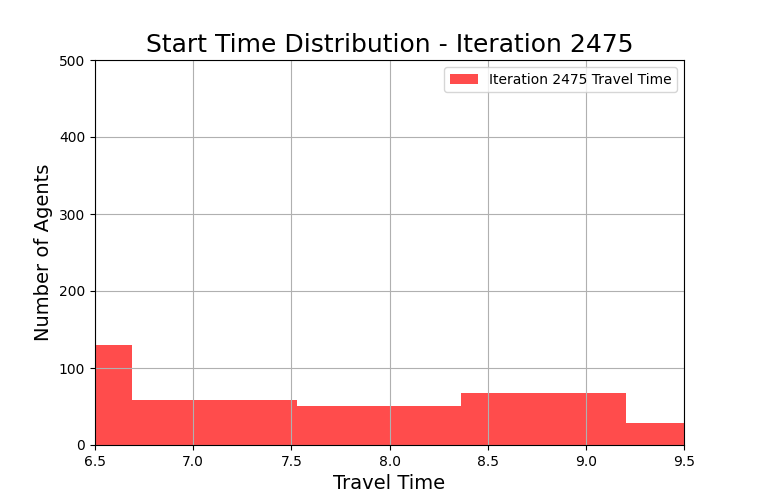 Start Time Distribution - Iteration 2475
500
400
300
200
100
0
Number of Agents
Iteration 2475 Travel Time
6.5 7.0 7.5 8.0 8.5 9.0 9.5
Travel Time